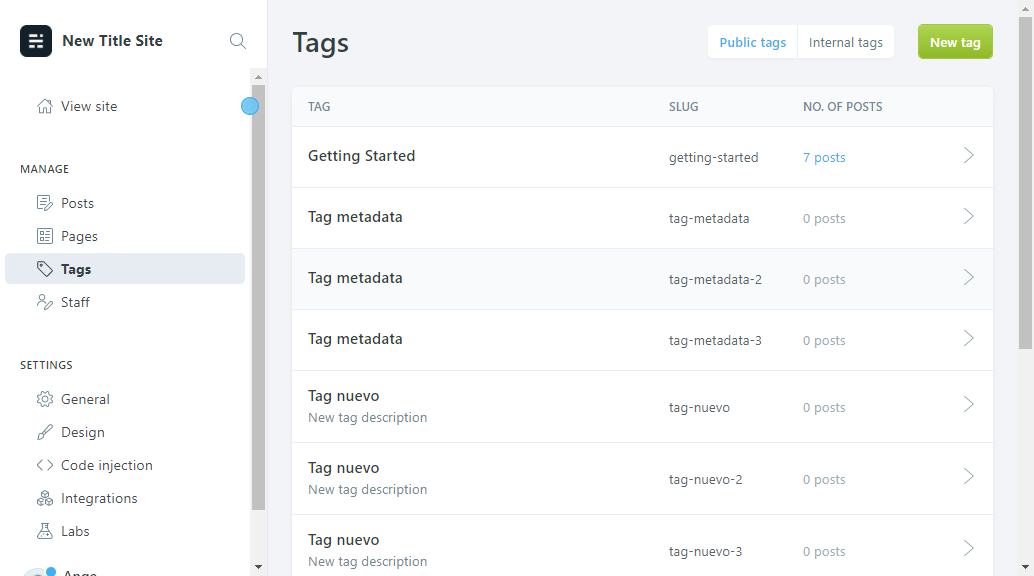 New Title Site
View site
MANAGE
Posts
Pages
Tags
Staff
SETTINGS
General
Design
Code injection
Integrations
Labs
Tags
Public tags
Internal tags
New tag
TAG SLUG NO. OF POSTS
Getting Started getting-started 7 posts
Tag metadata tag-metadata 0 posts
Tag metadata tag-metadata-2 0 posts
Tag metadata tag-metadata-3 0 posts
Tag nuevo tag-nuevo 0 posts
New tag description
Tag nuevo tag-nuevo-2 0 posts
New tag description
Tag nuevo tag-nuevo-3 0 posts
New tag description